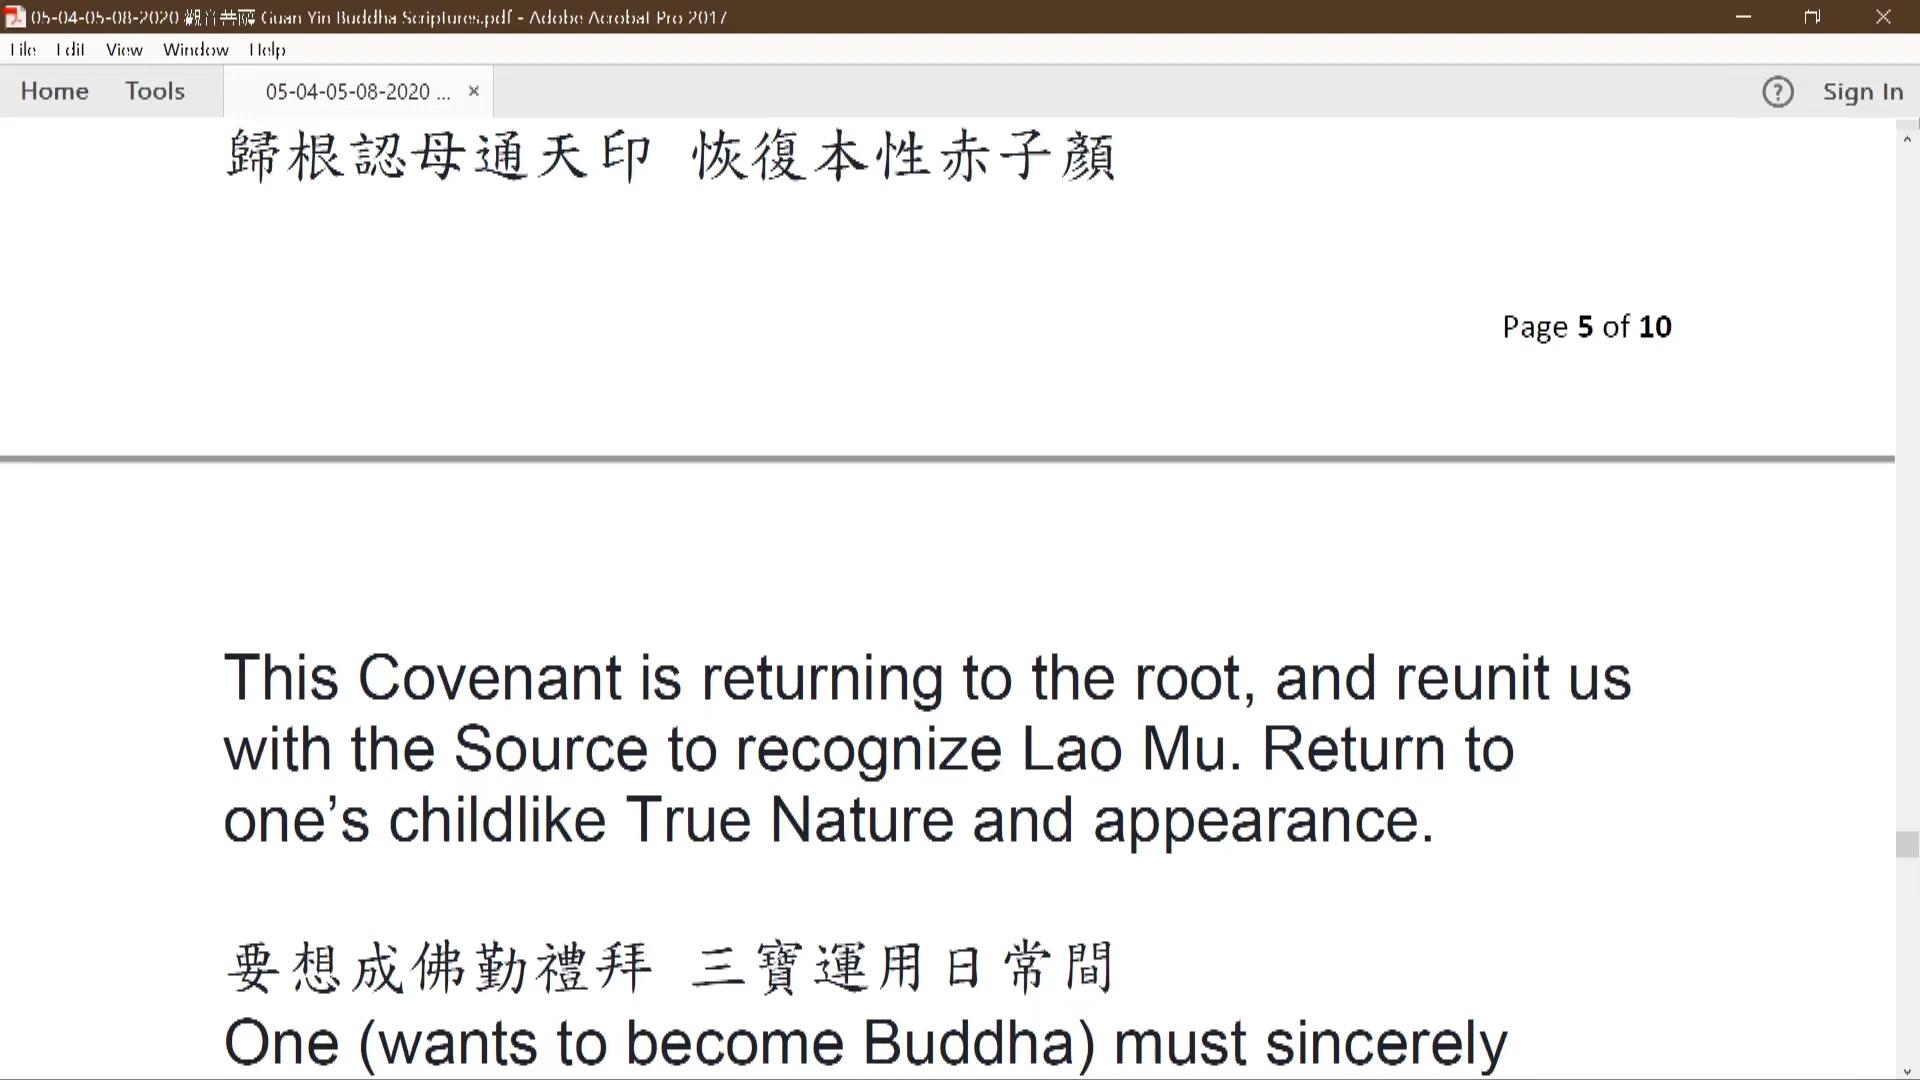 05-04-05-08-2020 觀音菩薩 Guan Yin Buddha Scriptures.pdf - Adobe Acrobat Pro 2017
File Edit View Window Help
Home Tools 05-04-05-08-2020 ... × ? Sign In
歸根認母通天印 恢復本性赤子顏
Page 5 of 10
This Covenant is returning to the root, and reunit us
with the Source to recognize Lao Mu. Return to
one’s childlike True Nature and appearance.
要想成佛勤禮拜 三寶運用日常間
One (wants to become Buddha) must sincerely